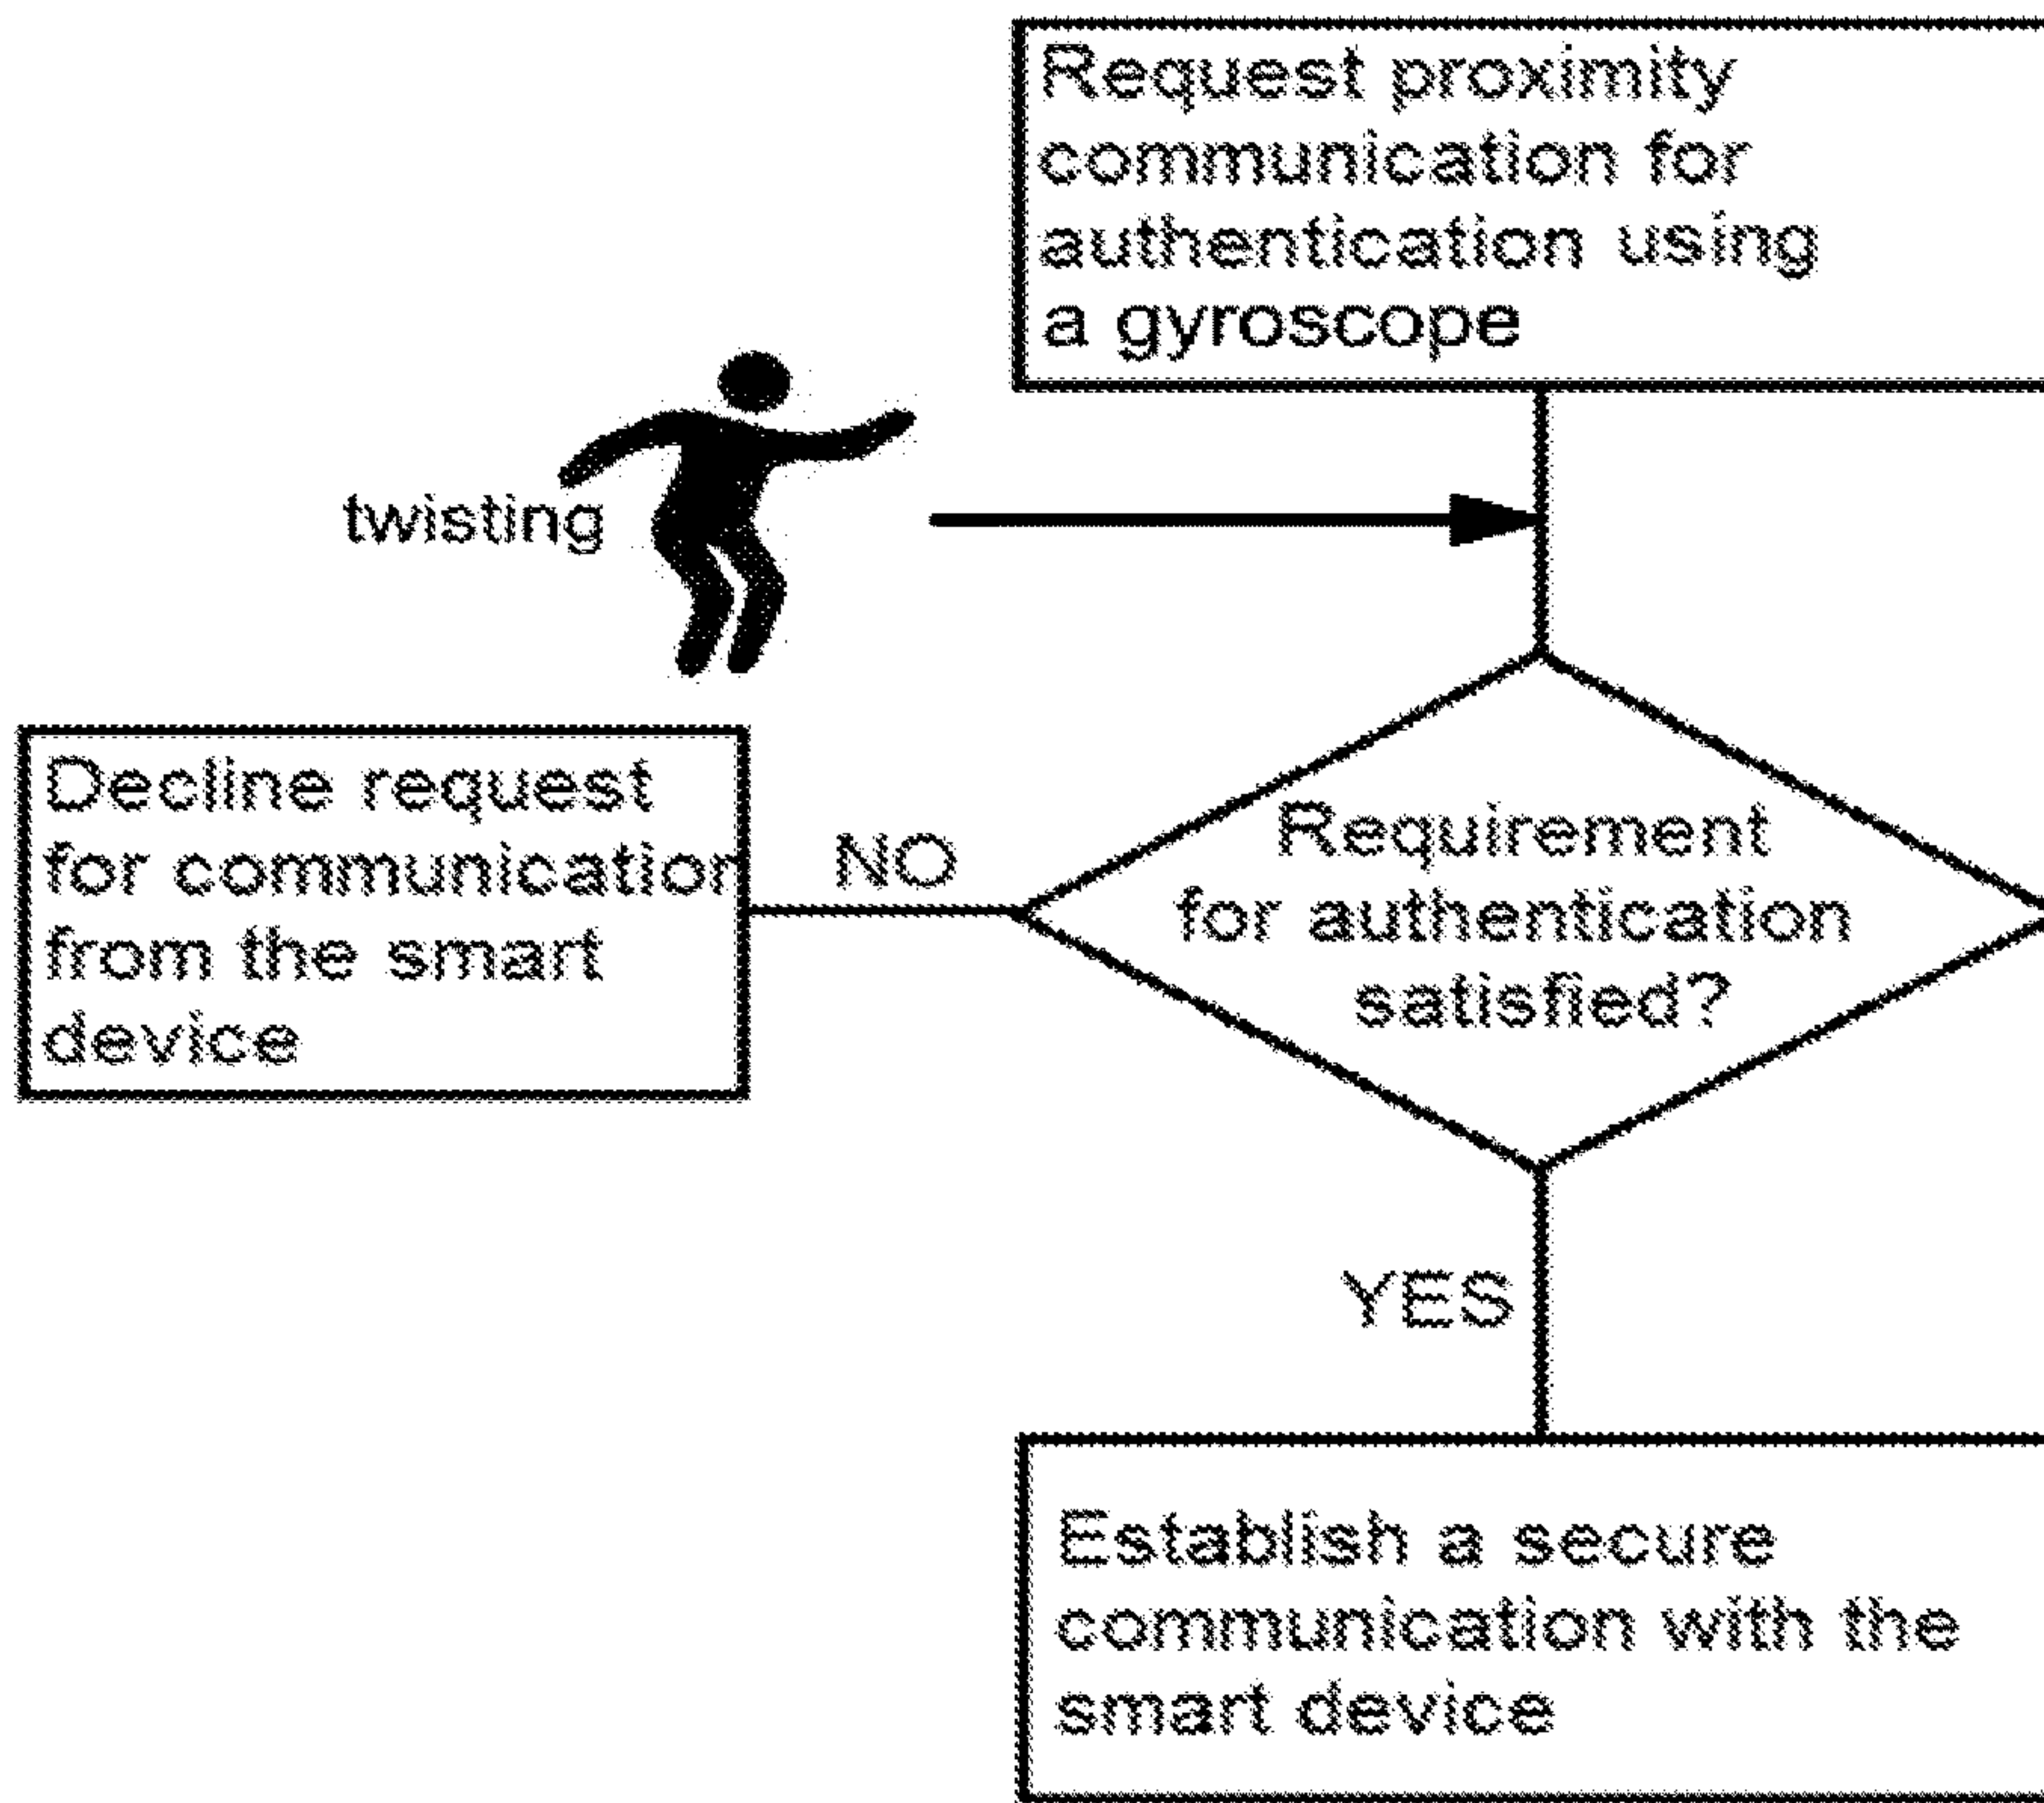 Request proximity
communication for
authentication using
a gyroscope
twisting
Decline request
for communication
from the smart
device
NO
Requirement
for authentication
satisfied?
YES
Establish a secure
communication with the
smart device